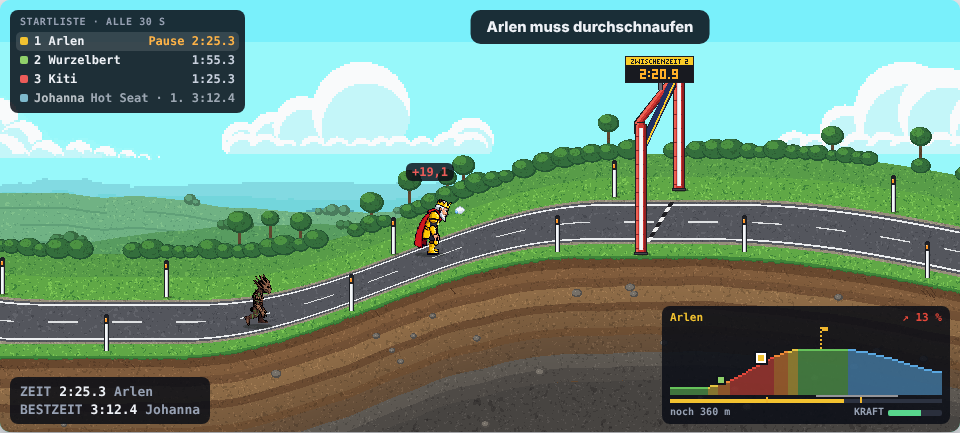 STARTLISTE · ALLE 30 S
1 Arlen Pause 2:25.3
2 Wurzelbert 1:55.3
3 Kiti 1:25.3
Johanna Hot Seat · 1. 3:12.4
Arlen muss durchschnaufen
ZWISCHENZEIT 2
2:20.9
+19,1
ZEIT 2:25.3 Arlen
BESTZEIT 3:12.4 Johanna
Arlen ↗ 13 %
noch 360 m KRAFT